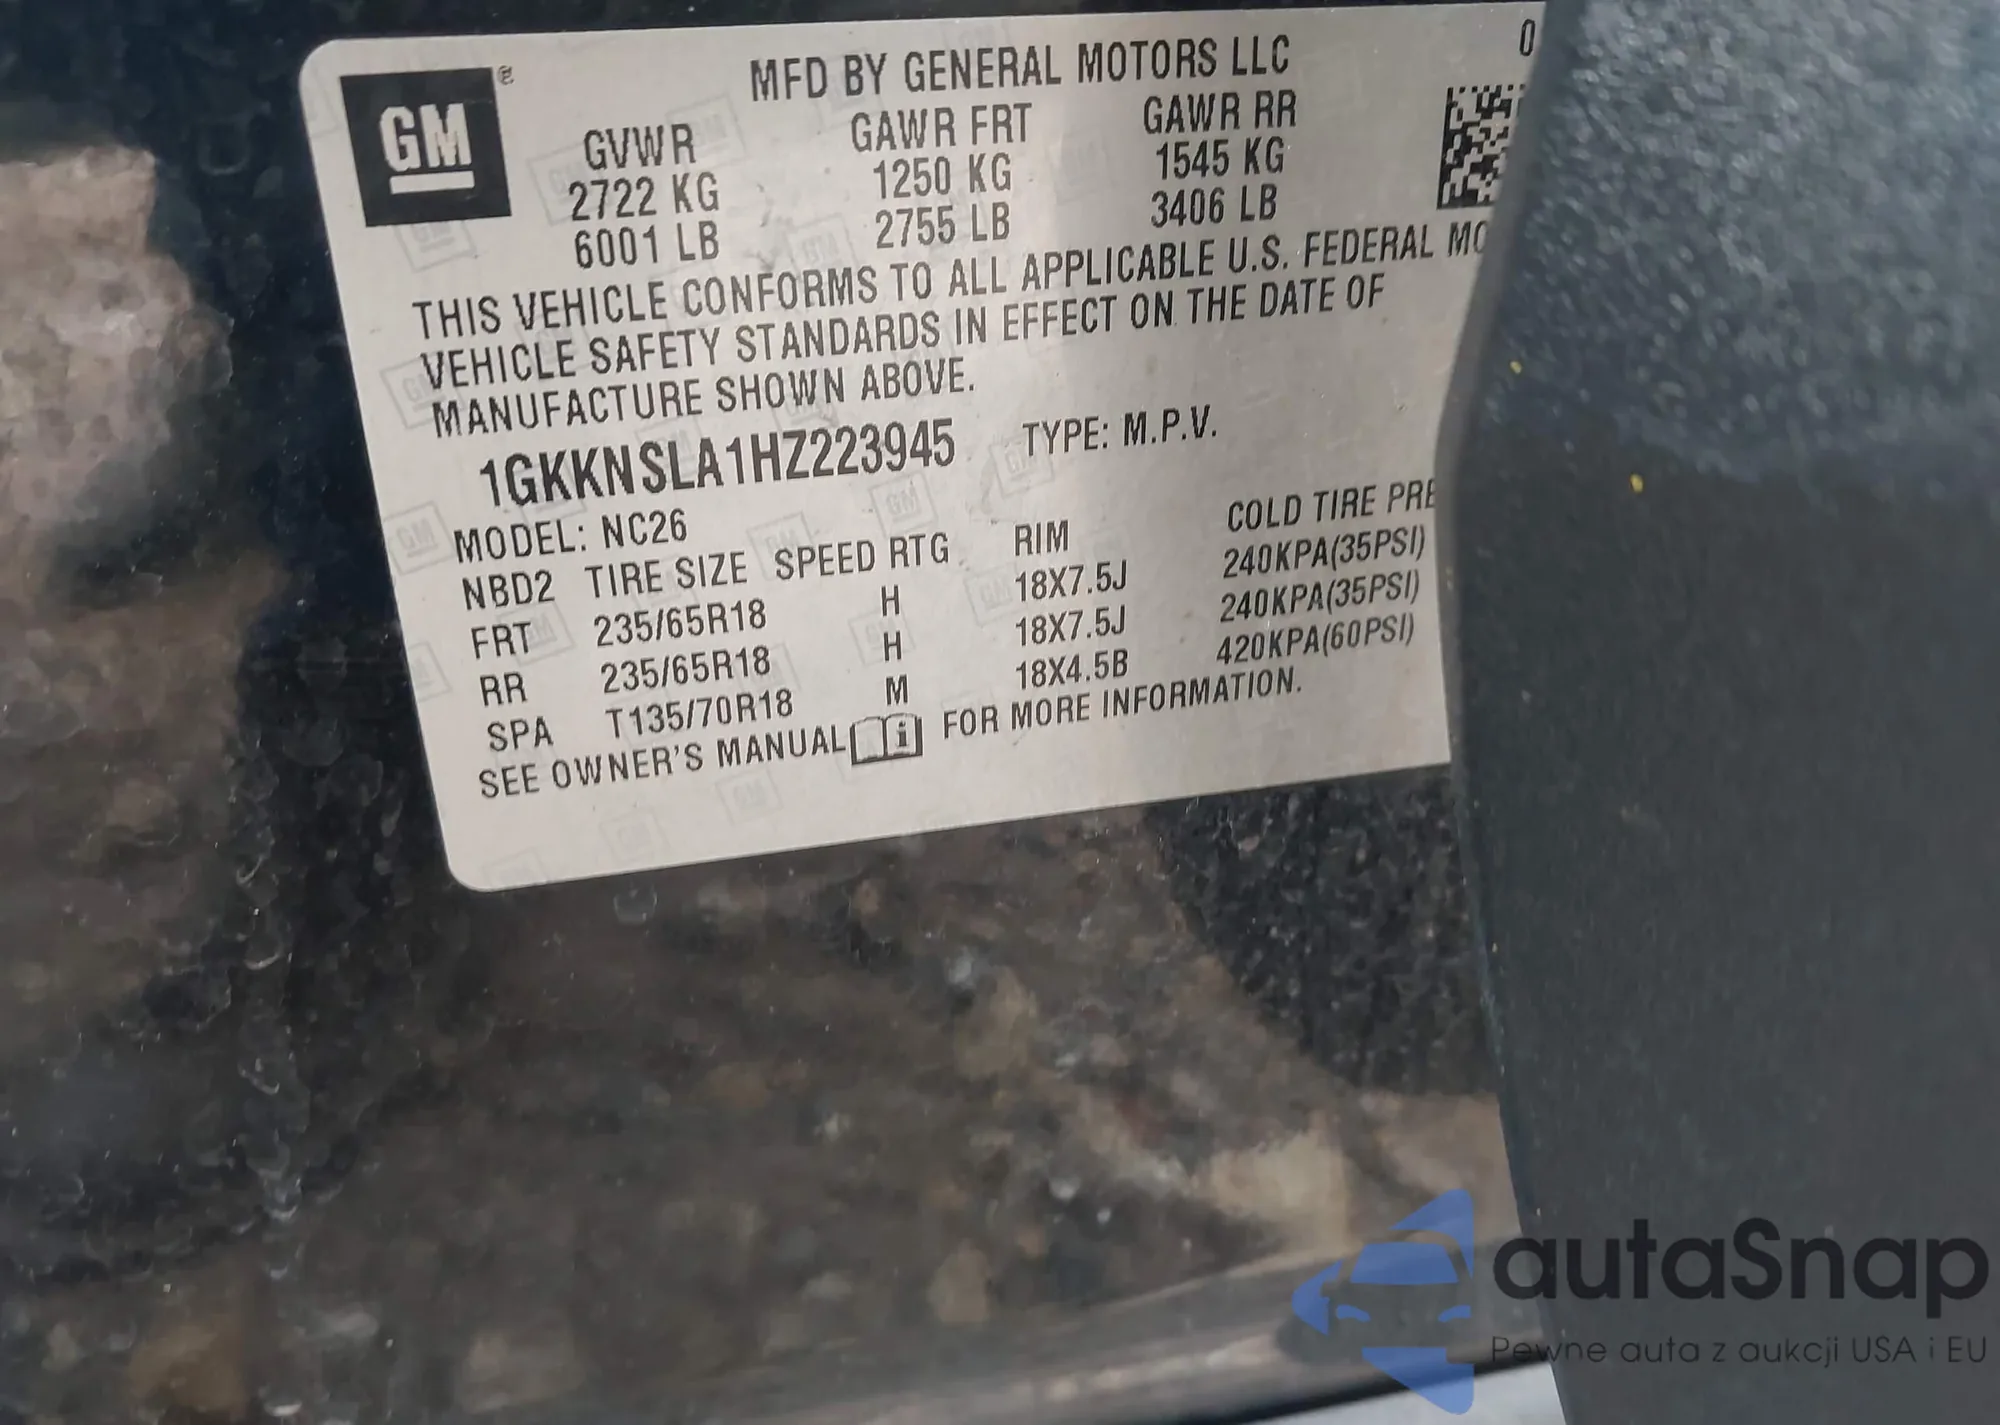 GM®
MFD BY GENERAL MOTORS LLC 0
GVWR GAWR FRT GAWR RR
2722 KG 1250 KG 1545 KG
6001 LB 2755 LB 3406 LB
THIS VEHICLE CONFORMS TO ALL APPLICABLE U.S. FEDERAL MO
VEHICLE SAFETY STANDARDS IN EFFECT ON THE DATE OF
MANUFACTURE SHOWN ABOVE.
1GKKNSLA1HZ223945 TYPE: M.P.V.
MODEL: NC26
NBD2 TIRE SIZE SPEED RTG RIM COLD TIRE PRE
FRT 235/65R18 H 18X7.5J 240KPA(35PSI)
RR 235/65R18 H 18X7.5J 240KPA(35PSI)
SPA T135/70R18 M 18X4.5B 420KPA(60PSI)
SEE OWNER'S MANUAL i FOR MORE INFORMATION.
autaSnap
Pewne auta z aukcji USA i EU